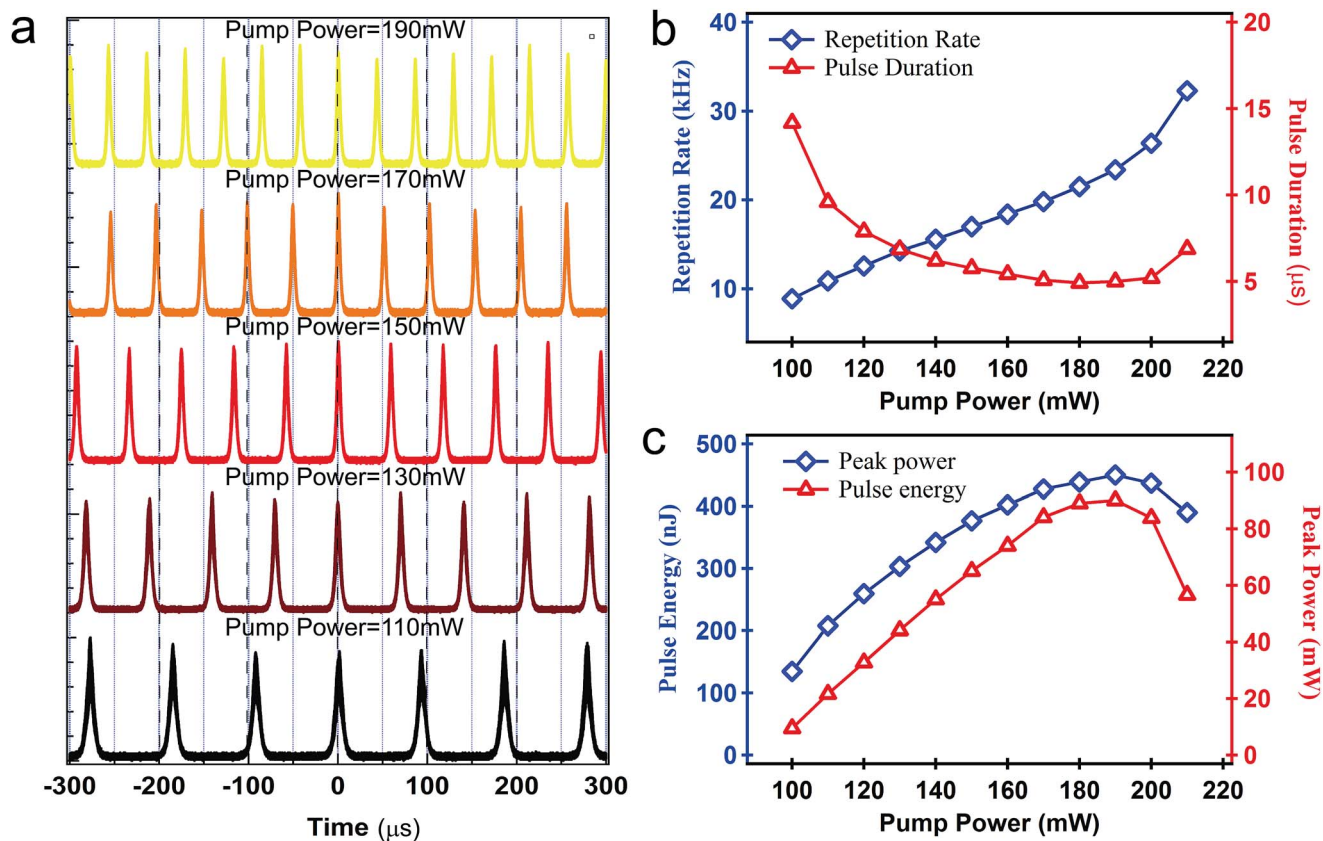 a
Pump Power=190mW
Pump Power=170mW
Pump Power=150mW
Pump Power=130mW
Pump Power=110mW
-300 -200 -100 0 100 200 300
Time (μs)
b
Repetition Rate
Pulse Duration
40
30
20
10
Repetition Rate (kHz)
20
15
10
5
Pulse Duration (μs)
100 120 140 160 180 200 220
Pump Power (mW)
c
Peak power
Pulse energy
500
400
300
200
100
0
Pulse Energy (nJ)
100
80
60
40
20
0
Peak Power (mW)
100 120 140 160 180 200 220
Pump Power (mW)